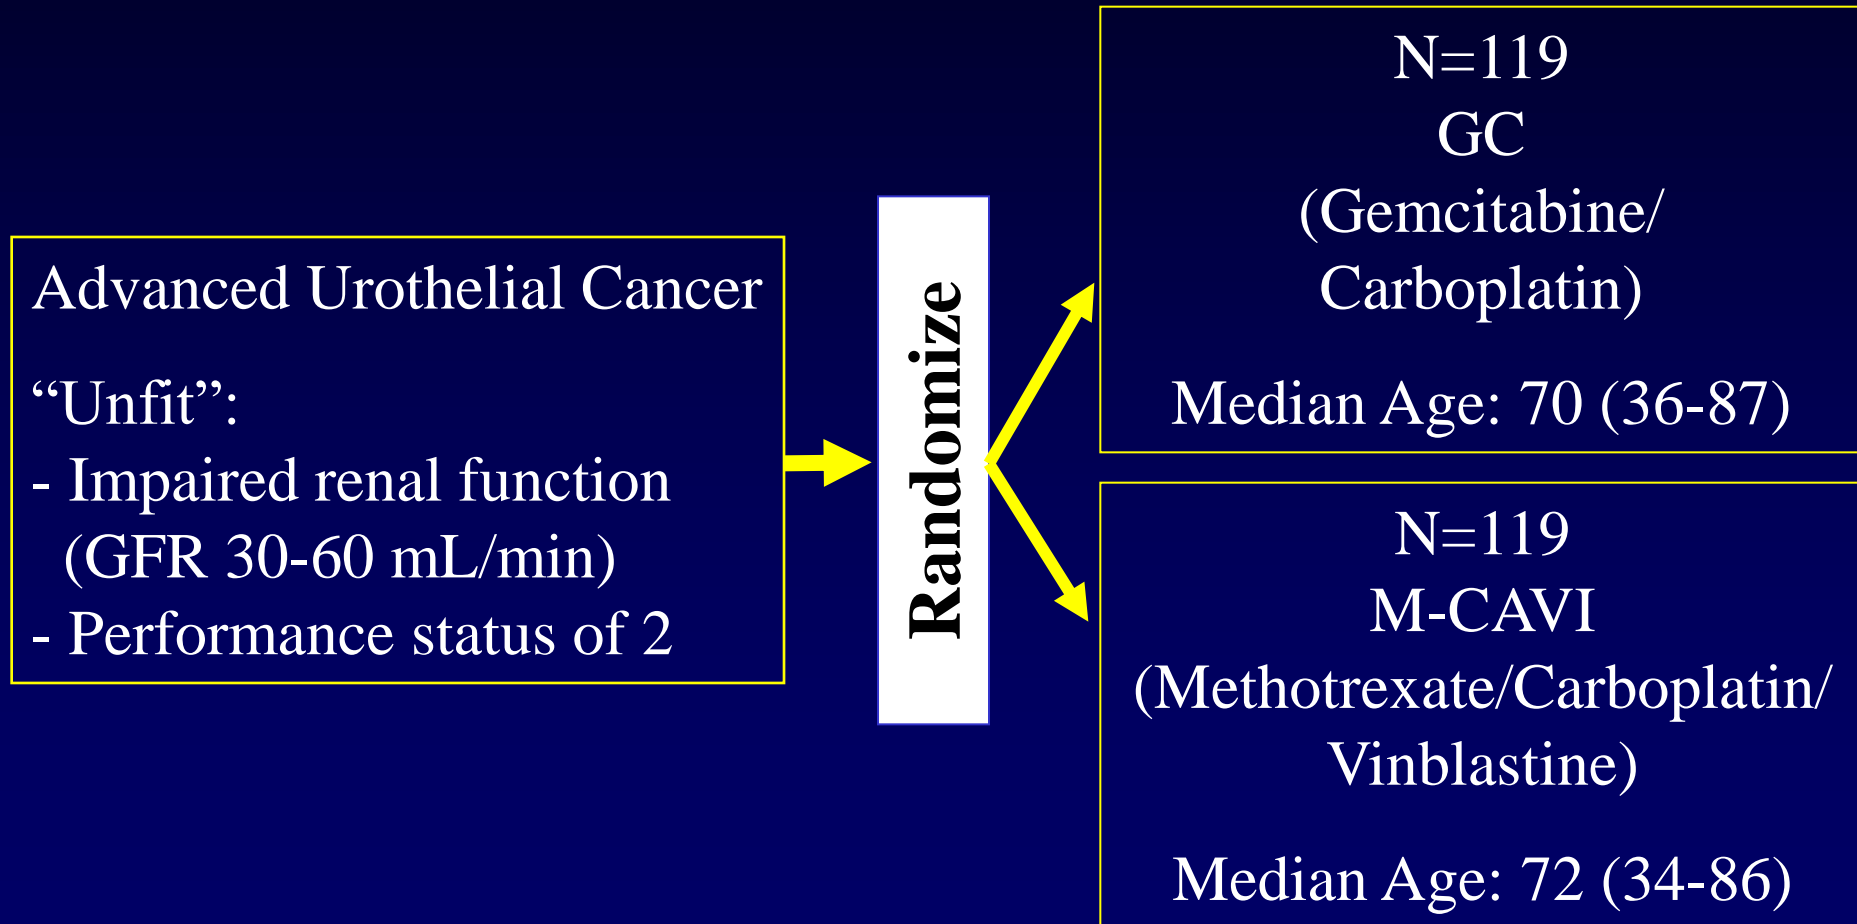 Advanced Urothelial Cancer
“Unfit”:
- Impaired renal function
(GFR 30-60 mL/min)
- Performance status of 2
Randomize
N=119
GC
(Gemcitabine/
Carboplatin)
Median Age: 70 (36-87)
N=119
M-CAVI
(Methotrexate/Carboplatin/
Vinblastine)
Median Age: 72 (34-86)